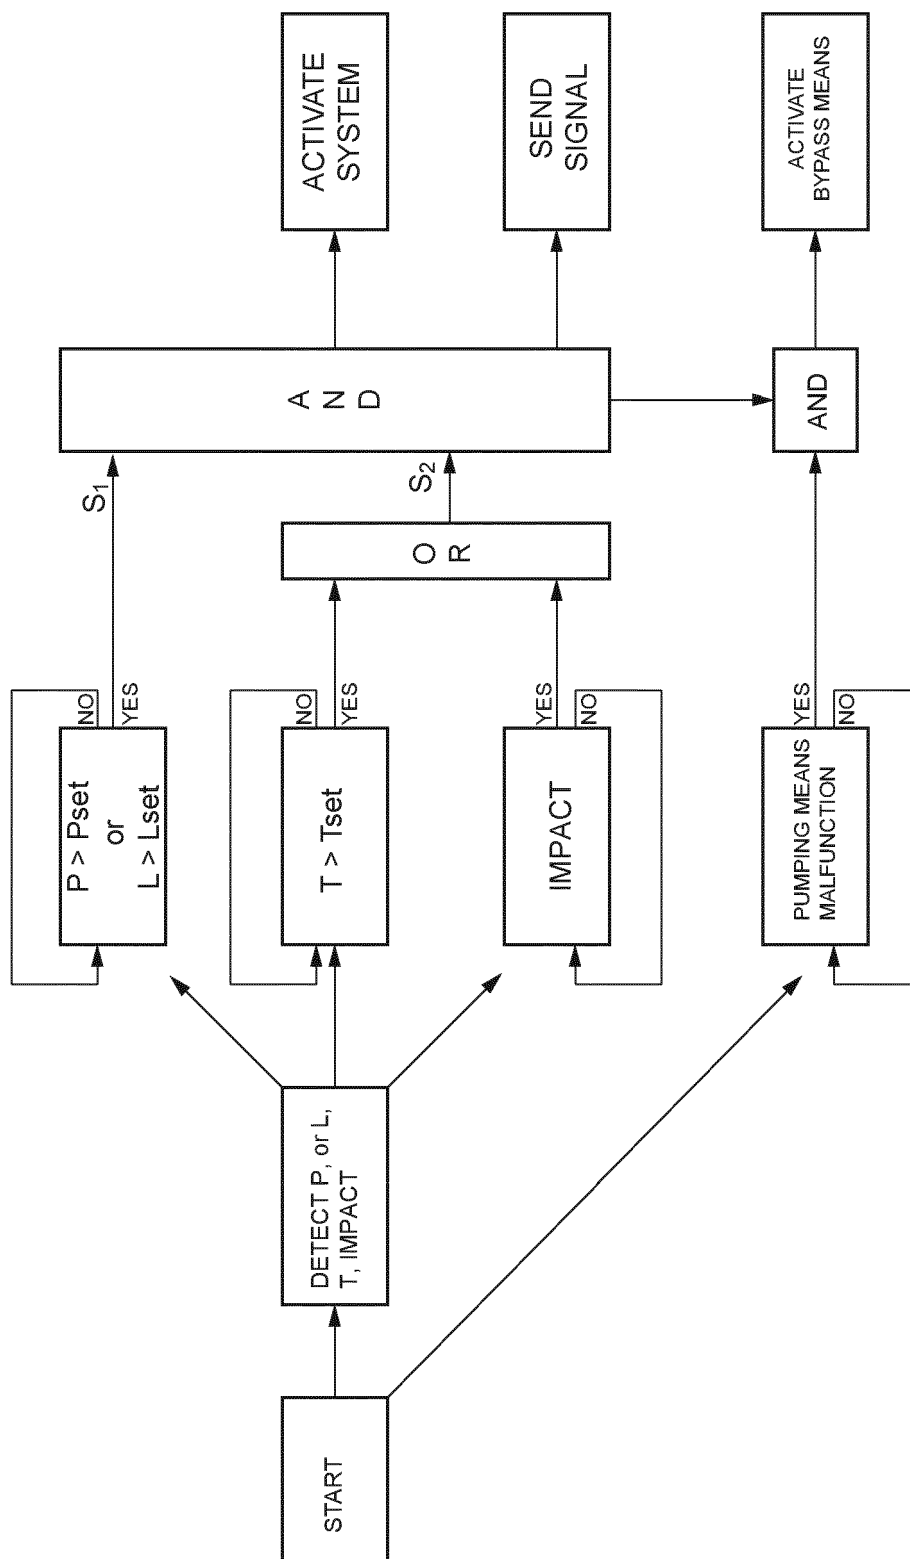 START
DETECT P, or L,
T, IMPACT
P > Pset
or
L > Lset
NO
YES
T > Tset
NO
YES
IMPACT
YES
NO
PUMPING MEANS
MALFUNCTION
YES
NO
O
R
S1
S2
A
N
D
AND
ACTIVATE
SYSTEM
SEND
SIGNAL
ACTIVATE
BYPASS MEANS